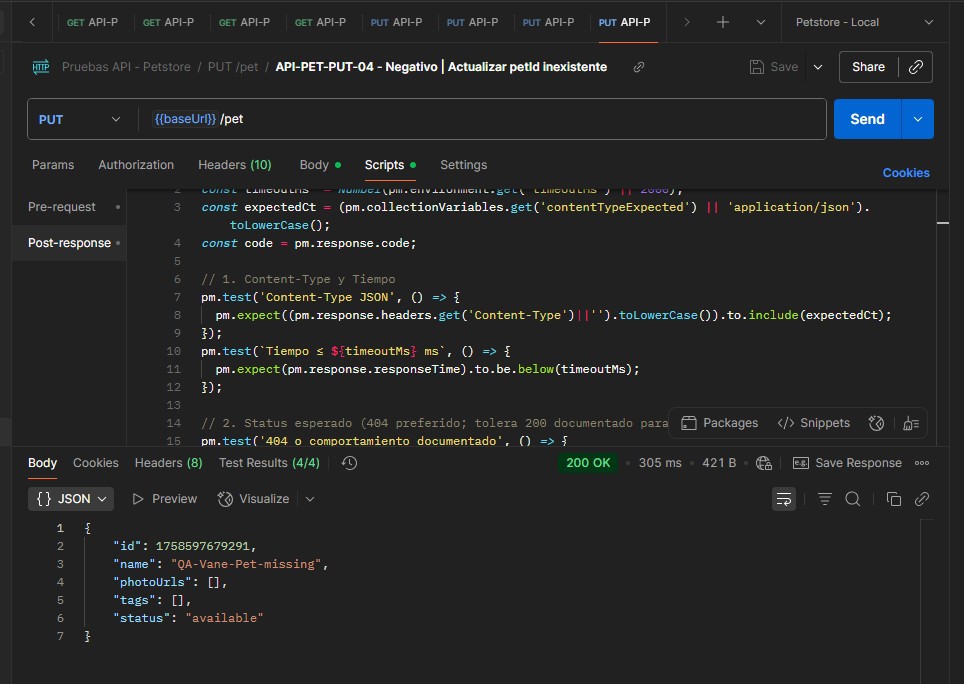 GET API-P GET API-P GET API-P GET API-P PUT API-P PUT API-P PUT API-P PUT API-P Petstore - Local
HTTP Pruebas API - Petstore / PUT /pet / API-PET-PUT-04 - Negativo | Actualizar petId inexistente Save Share
PUT {{baseUrl}} /pet Send
Params Authorization Headers (10) Body Scripts Settings Cookies
Pre-request
Post-response
2 const timeoutMs = Number(pm.environment.get('timeoutMs') || 2000);
3 const expectedCt = (pm.collectionVariables.get('contentTypeExpected') || 'application/json').
toLowerCase();
4 const code = pm.response.code;
5
6 // 1. Content-Type y Tiempo
7 pm.test('Content-Type JSON', () => {
8 pm.expect((pm.response.headers.get('Content-Type')||'').toLowerCase()).to.include(expectedCt);
9 });
10 pm.test(`Tiempo ≤ ${timeoutMs} ms`, () => {
11 pm.expect(pm.response.responseTime).to.be.below(timeoutMs);
12 });
13
14 // 2. Status esperado (404 preferido; tolera 200 documentado para
15 pm.test('404 o comportamiento documentado', () => {
Packages </> Snippets
Body Cookies Headers (8) Test Results (4/4) 200 OK 305 ms 421 B Save Response
{} JSON Preview Visualize
1 {
2 "id": 1758597679291,
3 "name": "QA-Vane-Pet-missing",
4 "photoUrls": [],
5 "tags": [],
6 "status": "available"
7 }